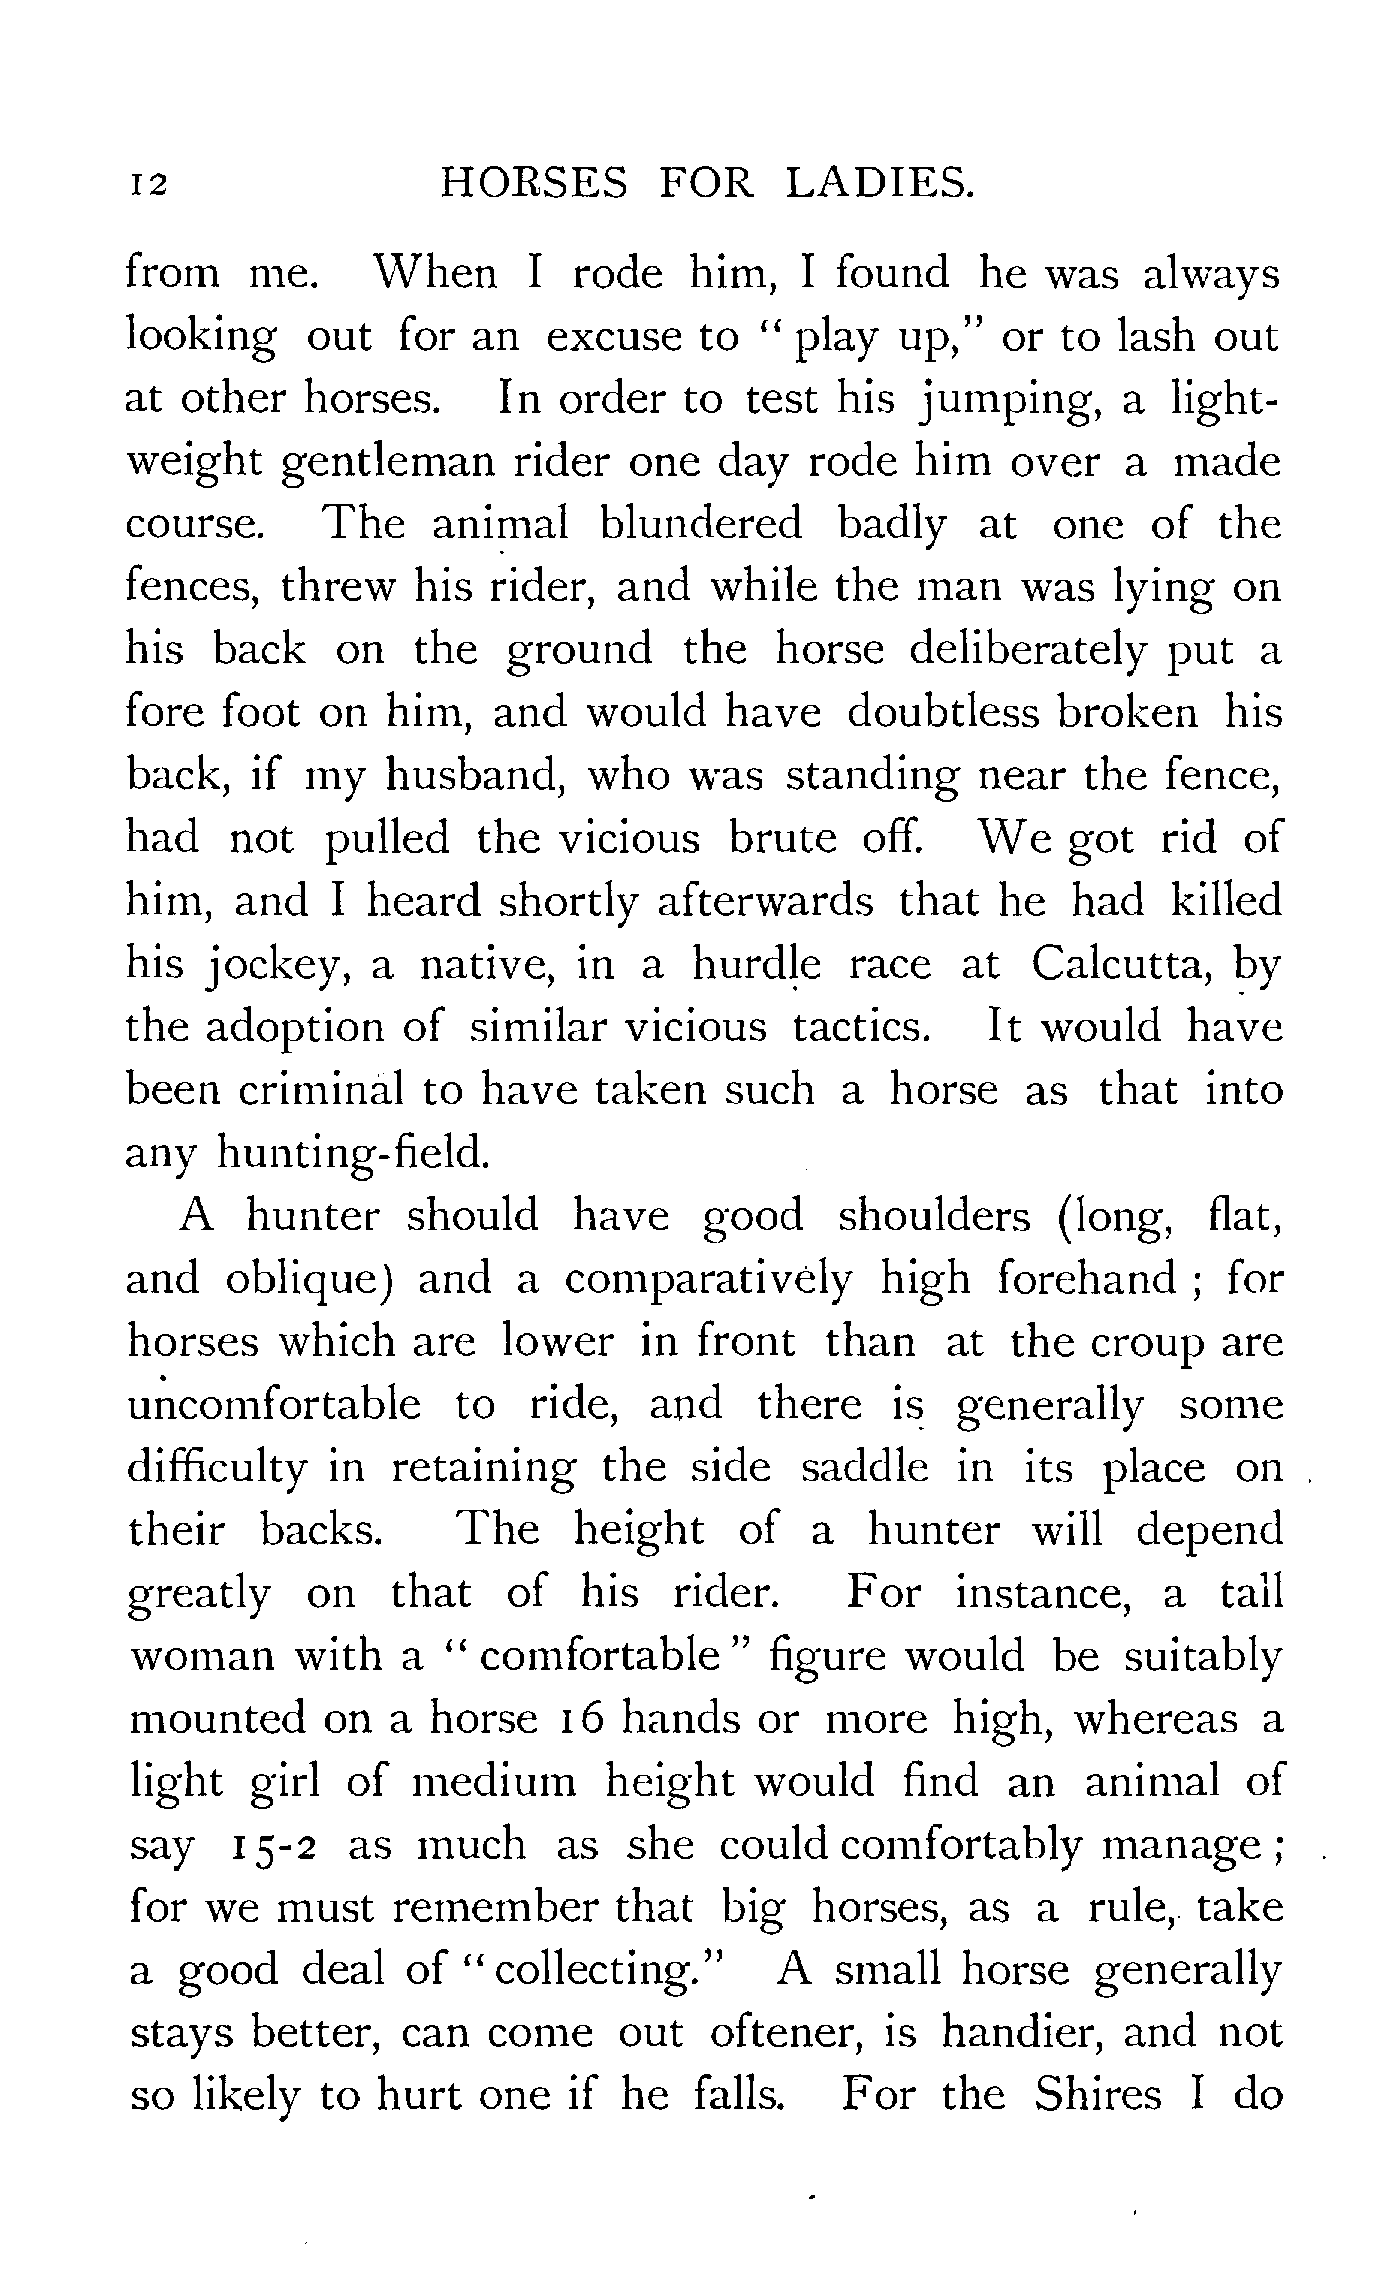 12 HORSES FOR LADIES.
from me. When I rode him, I found he was always
looking out for an excuse to “ play up,” or to lash out
at other horses. In order to test his jumping, a light-
weight gentleman rider one day rode him over a made
course. The animal blundered badly at one of the
fences, threw his rider, and while the man was lying on
his back on the ground the horse deliberately put a
fore foot on him, and would have doubtless broken his
back, if my husband, who was standing near the fence,
had not pulled the vicious brute off. We got rid of
him, and I heard shortly afterwards that he had killed
his jockey, a native, in a hurdle race at Calcutta, by
the adoption of similar vicious tactics. It would have
been criminal to have taken such a horse as that into
any hunting-field.
A hunter should have good shoulders (long, flat,
and oblique) and a comparatively high forehand ; for
horses which are lower in front than at the croup are
uncomfortable to ride, and there is generally some
difficulty in retaining the side saddle in its place on
their backs. The height of a hunter will depend
greatly on that of his rider. For instance, a tall
woman with a “ comfortable ” figure would be suitably
mounted on a horse 16 hands or more high, whereas a
light girl of medium height would find an animal of
say 15-2 as much as she could comfortably manage ;
for we must remember that big horses, as a rule, take
a good deal of “ collecting.” A small horse generally
stays better, can come out oftener, is handier, and not
so likely to hurt one if he falls. For the Shires I do